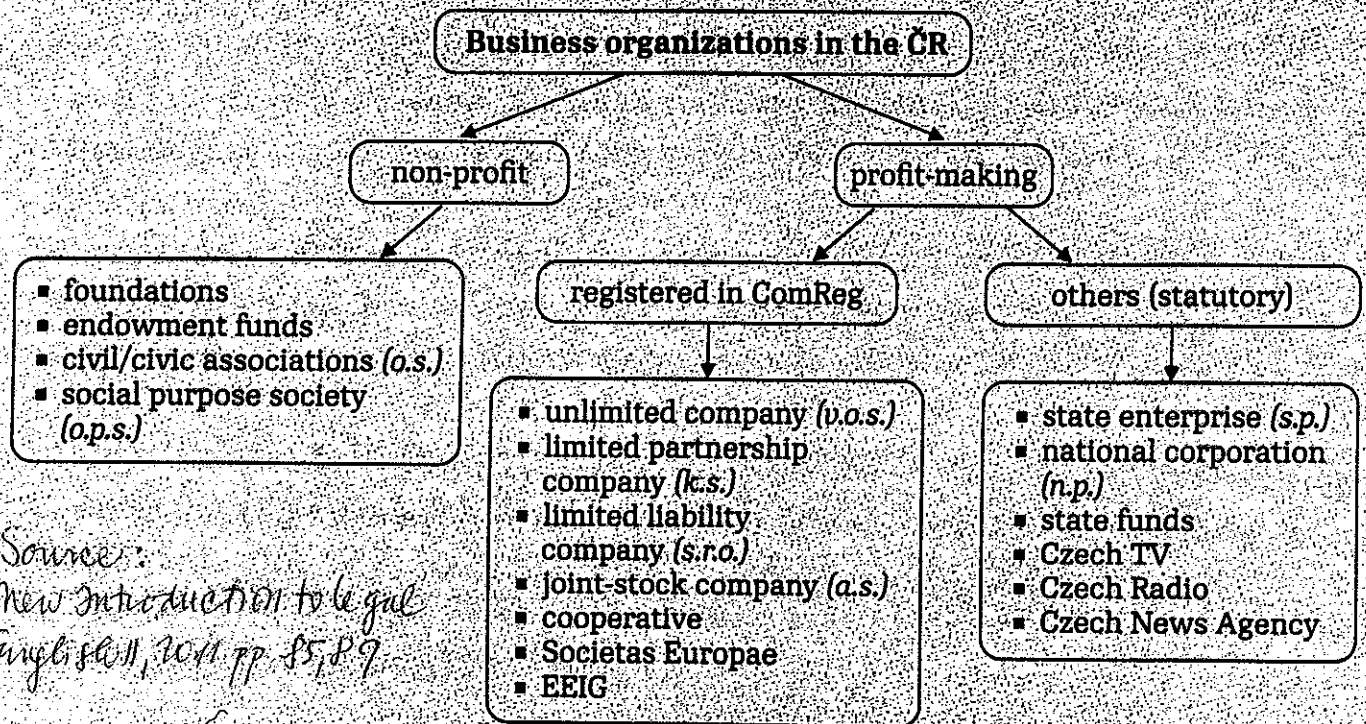 Business organizations in the ČR
non-profit
profit-making
▪ foundations
▪ endowment funds
▪ civil/civic associations (o.s.)
▪ social purpose society
(o.p.s.)
registered in ComReg
▪ unlimited company (v.o.s.)
▪ limited partnership
company (k.s.)
▪ limited liability
company (s.r.o.)
▪ joint-stock company (a.s.)
▪ cooperative
▪ Societas Europae
▪ EEIG
others (statutory)
▪ state enterprise (s.p.)
▪ national corporation
(n.p.)
▪ state funds
▪ Czech TV
▪ Czech Radio
▪ Czech News Agency
Source:
New Introduction to legal
English II, 2011 pp. 85, 89